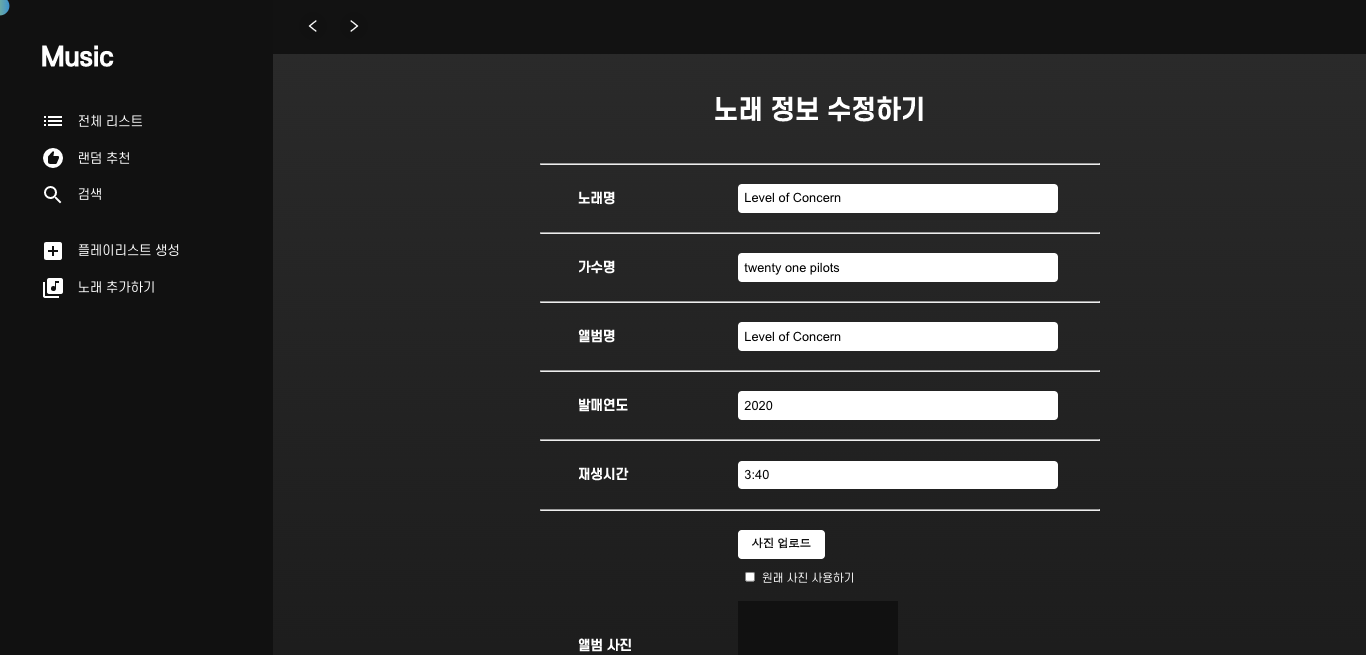 Music
전체 리스트
랜덤 추천
검색
플레이리스트 생성
노래 추가하기
노래 정보 수정하기
노래명 Level of Concern
가수명 twenty one pilots
앨범명 Level of Concern
발매연도 2020
재생시간 3:40
사진 업로드
원래 사진 사용하기
앨범 사진